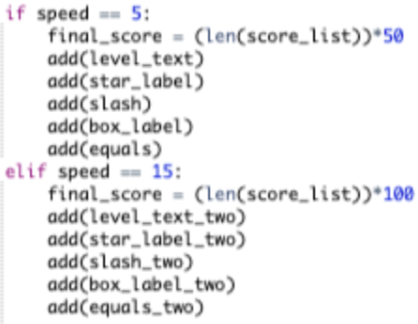 if speed == 5:
    final_score = (len(score_list))*50
    add(level_text)
    add(star_label)
    add(slash)
    add(box_label)
    add(equals)
elif speed == 15:
    final_score = (len(score_list))*100
    add(level_text_two)
    add(star_label_two)
    add(slash_two)
    add(box_label_two)
    add(equals_two)